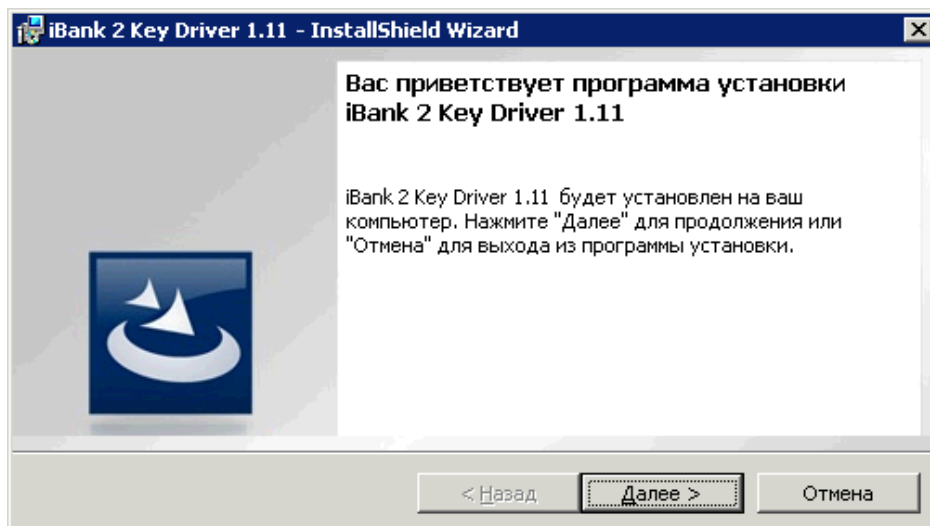 iBank 2 Key Driver 1.11 - InstallShield Wizard
Вас приветствует программа установки
iBank 2 Key Driver 1.11
iBank 2 Key Driver 1.11 будет установлен на ваш
компьютер. Нажмите "Далее" для продолжения или
"Отмена" для выхода из программы установки.
< Назад
Далее >
Отмена